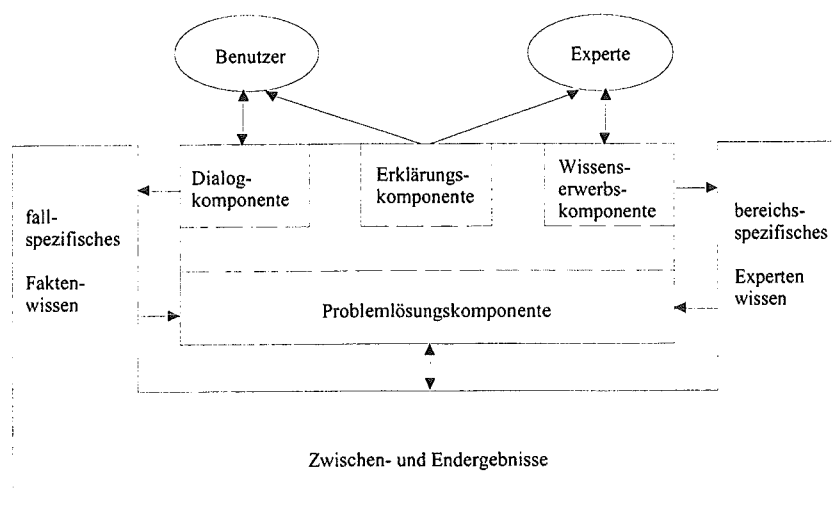 Benutzer
Experte
Dialog-
komponente
Erklärungs-
komponente
Wissens-
erwerbs-
komponente
fall-
spezifisches
Fakten-
wissen
bereichs-
spezifisches
Experten
wissen
Problemlösungskomponente
Zwischen- und Endergebnisse